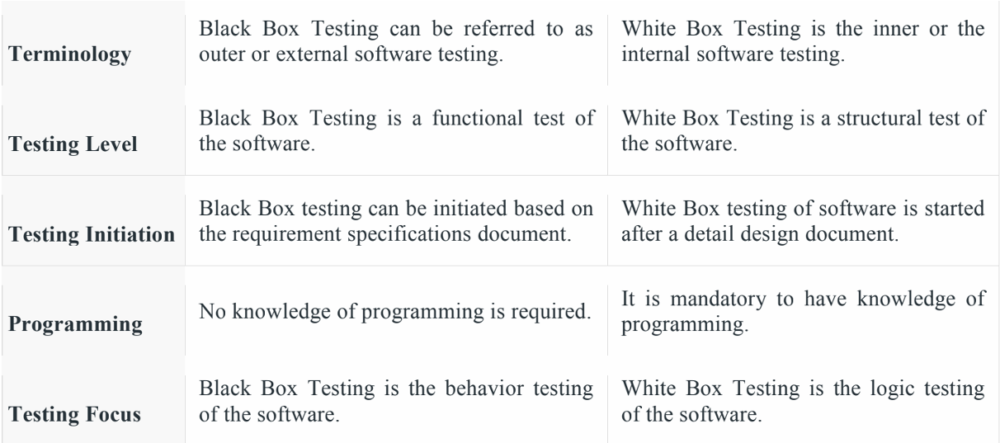 Terminology
Black Box Testing can be referred to as
outer or external software testing.
White Box Testing is the inner or the
internal software testing.
Testing Level
Black Box Testing is a functional test of
the software.
White Box Testing is a structural test of
the software.
Testing Initiation
Black Box testing can be initiated based on
the requirement specifications document.
White Box testing of software is started
after a detail design document.
Programming
No knowledge of programming is required.
It is mandatory to have knowledge of
programming.
Testing Focus
Black Box Testing is the behavior testing
of the software.
White Box Testing is the logic testing
of the software.